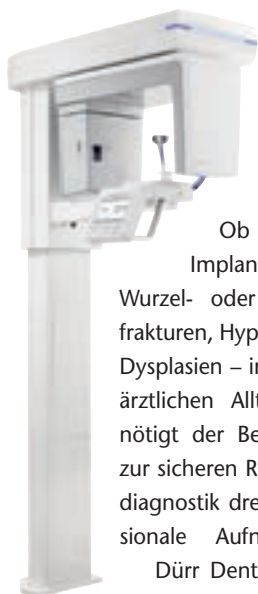 Ob
Implan
Wurzel- oder
frakturen, Hyp
Dysplasien – in
ärztlichen Allt
nötigt der Be
zur sicheren R
diagnostik dre
sionale Aufn
Dürr Dent